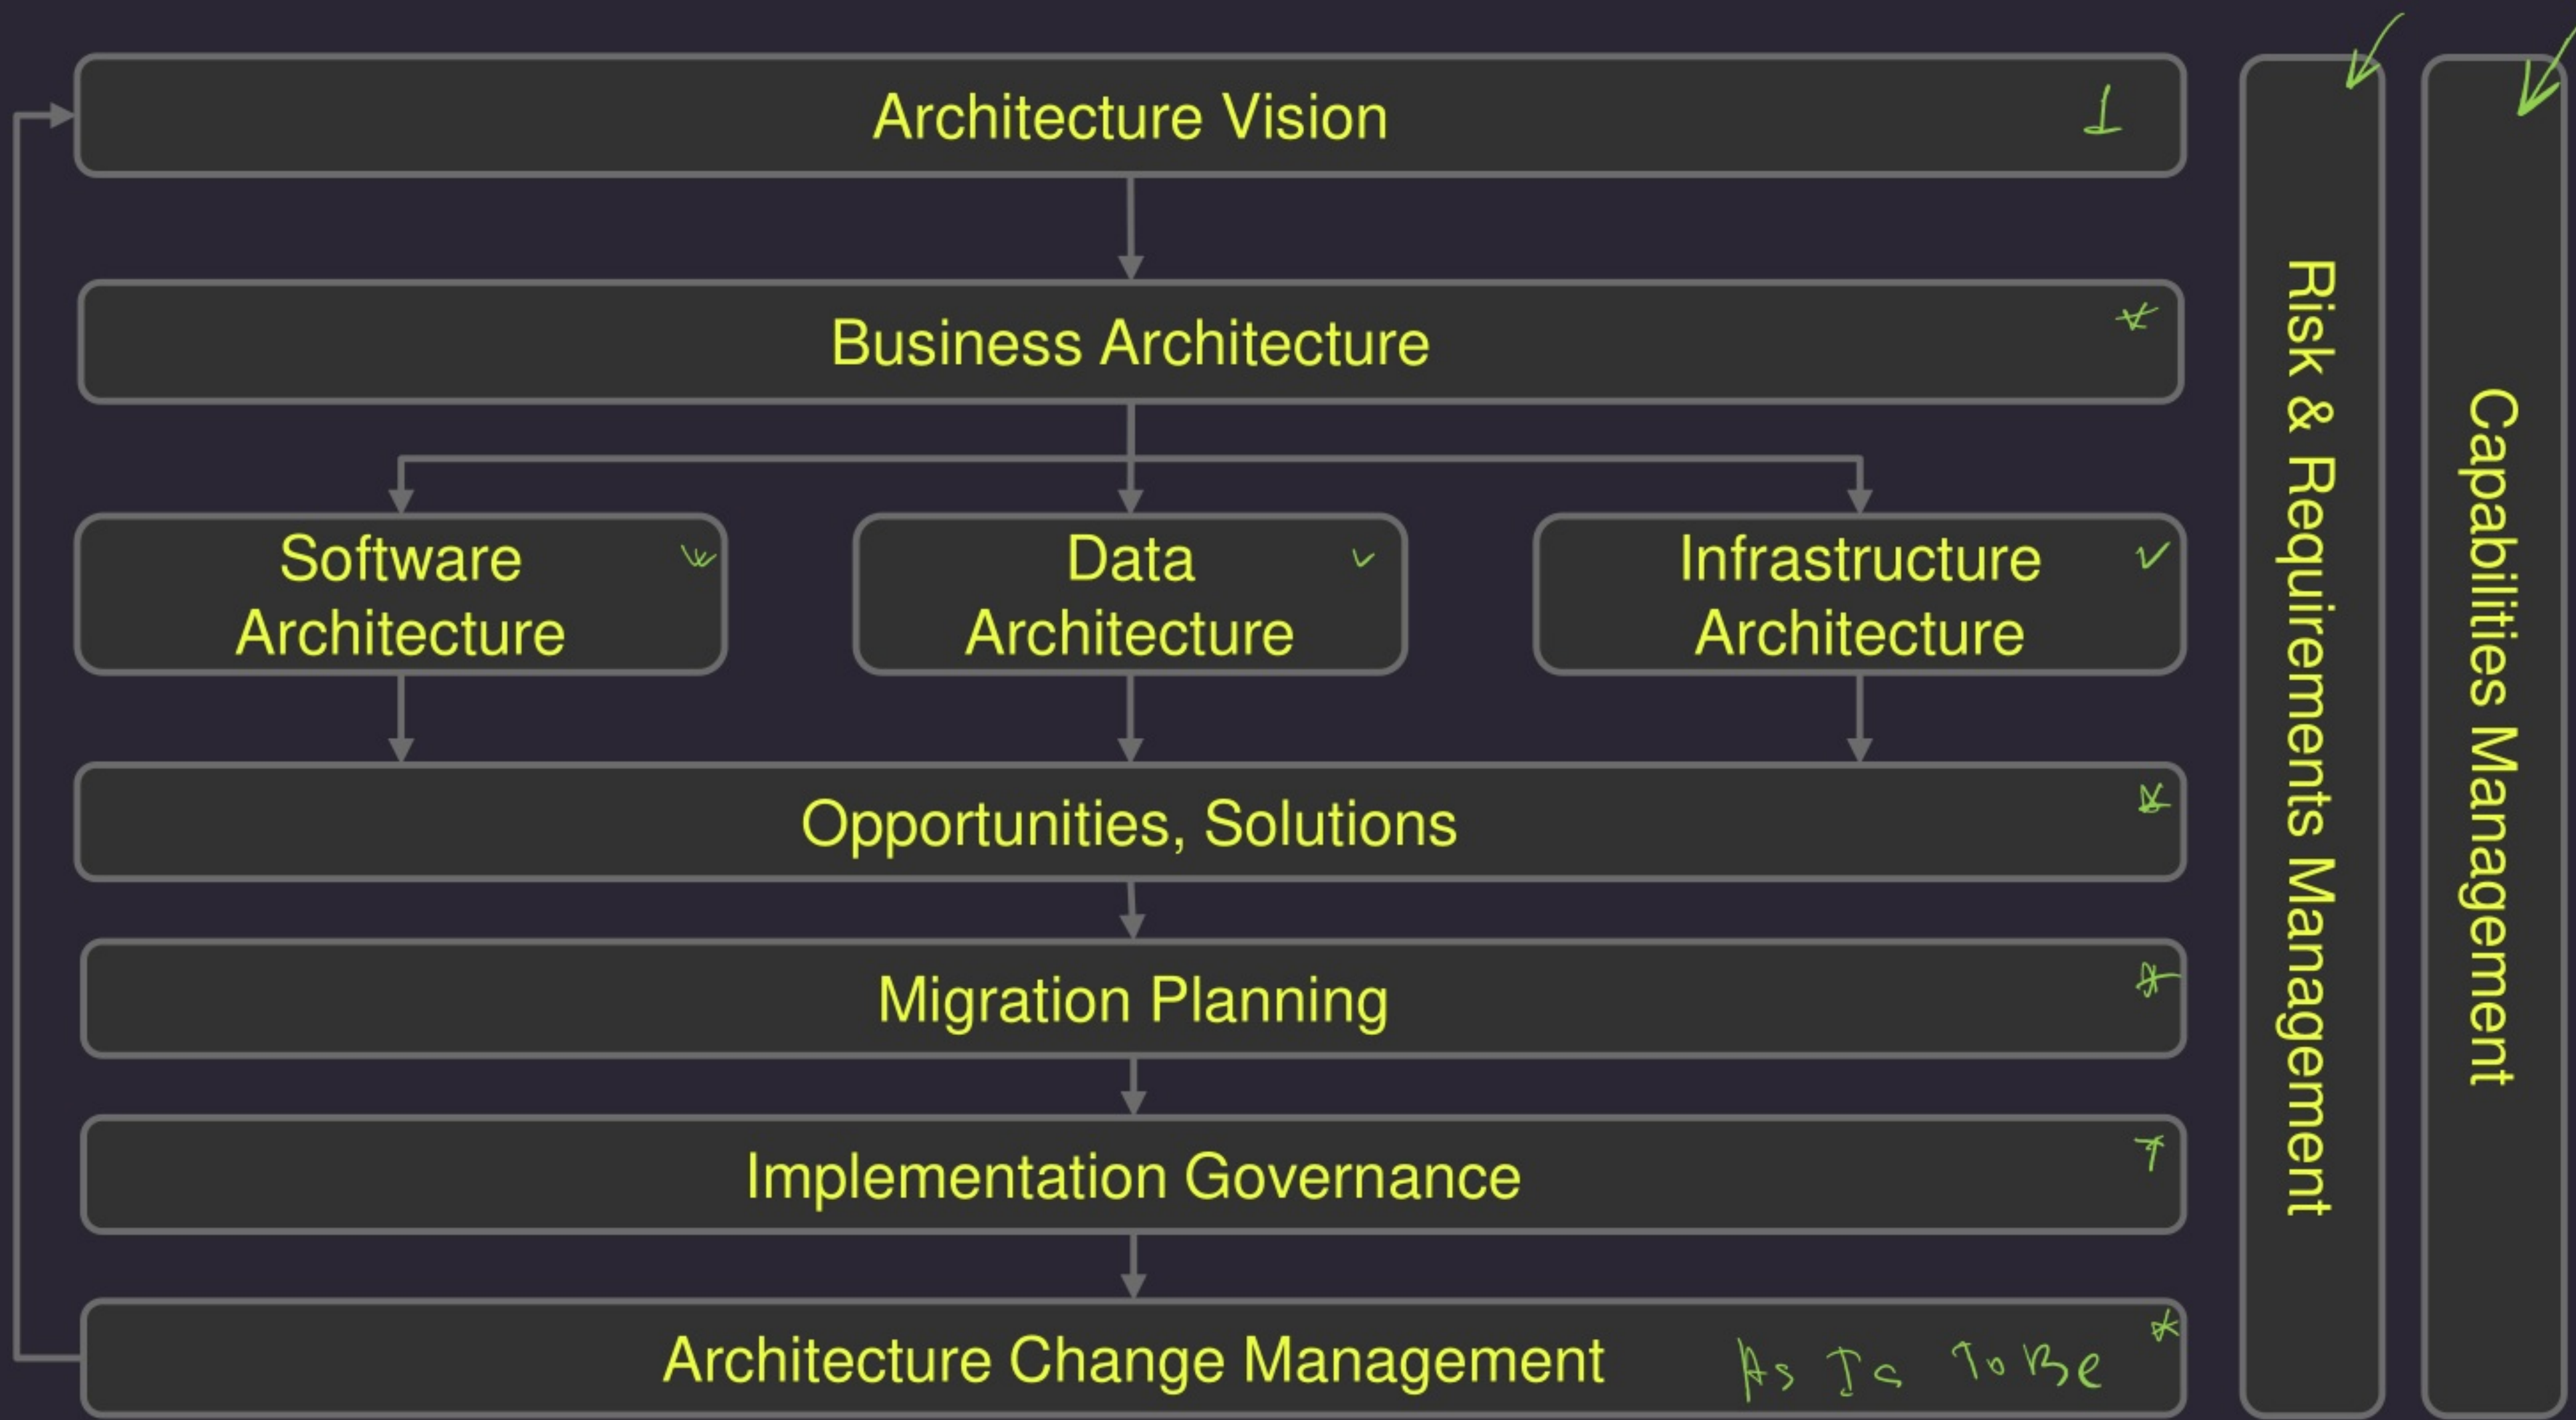 Architecture Vision 1
Business Architecture
Software
Architecture
Data
Architecture
Infrastructure
Architecture
Opportunities, Solutions
Migration Planning
Implementation Governance
Architecture Change Management As Is To Be
Risk & Requirements Management
Capabilities Management